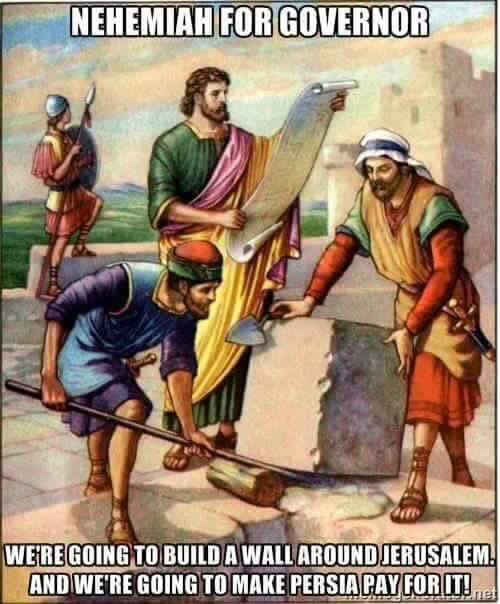 NEHEMIAH FOR GOVERNOR
WE'RE GOING TO BUILD A WALL AROUND JERUSALEM.
AND WE'RE GOING TO MAKE PERSIA PAY FOR IT!